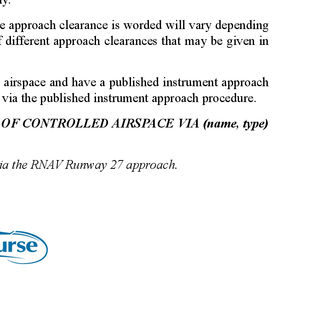 y.
e approach clearance is worded will vary depending
f different approach clearances that may be given in
airspace and have a published instrument approach
via the published instrument approach procedure.
OF CONTROLLED AIRSPACE VIA (name, type)
ia the RNAV Runway 27 approach.
urse